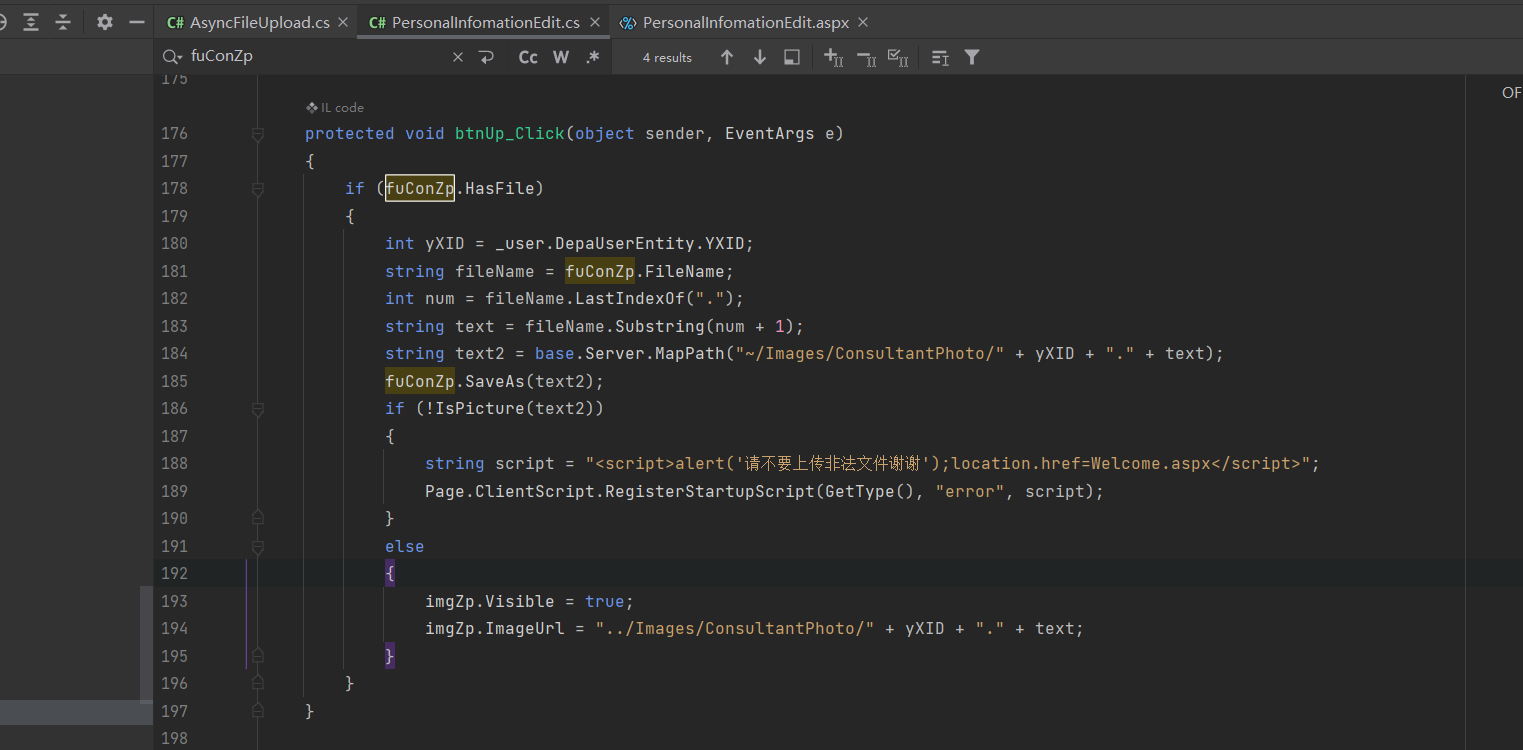 C# AsyncFileUpload.cs
C# PersonalInfomationEdit.cs
PersonalInfomationEdit.aspx
fuConZp
Cc W .*
4 results
OF
175
IL code
176 protected void btnUp_Click(object sender, EventArgs e)
177 {
178 if (fuConZp.HasFile)
179 {
180 int yXID = _user.DepaUserEntity.YXID;
181 string fileName = fuConZp.FileName;
182 int num = fileName.LastIndexOf(".");
183 string text = fileName.Substring(num + 1);
184 string text2 = base.Server.MapPath("~/Images/ConsultantPhoto/" + yXID + "." + text);
185 fuConZp.SaveAs(text2);
186 if (!IsPicture(text2))
187 {
188 string script = "<script>alert('请不要上传非法文件谢谢');location.href=Welcome.aspx</script>";
189 Page.ClientScript.RegisterStartupScript(GetType(), "error", script);
190 }
191 else
192 {
193 imgZp.Visible = true;
194 imgZp.ImageUrl = "../Images/ConsultantPhoto/" + yXID + "." + text;
195 }
196 }
197 }
198